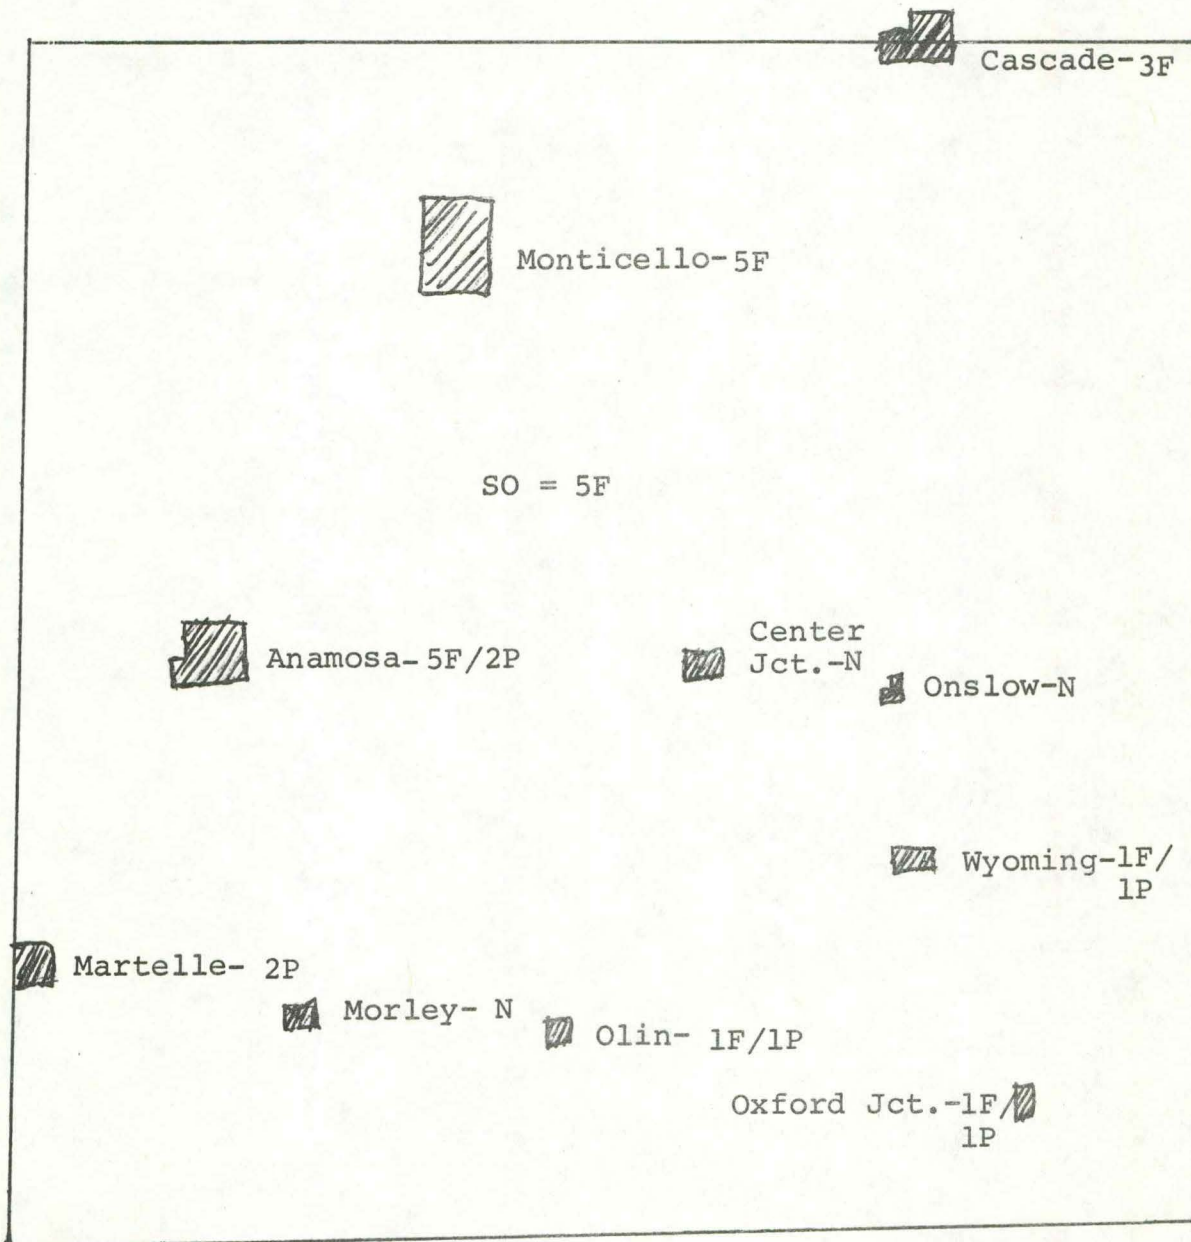 Cascade-3F
Monticello-5F
SO = 5F
Anamosa-5F/2P
Center
Jct.-N
Onslow-N
Wyoming-1F/
1P
Martelle- 2P
Morley- N
Olin- 1F/1P
Oxford Jct.-1F/
1P